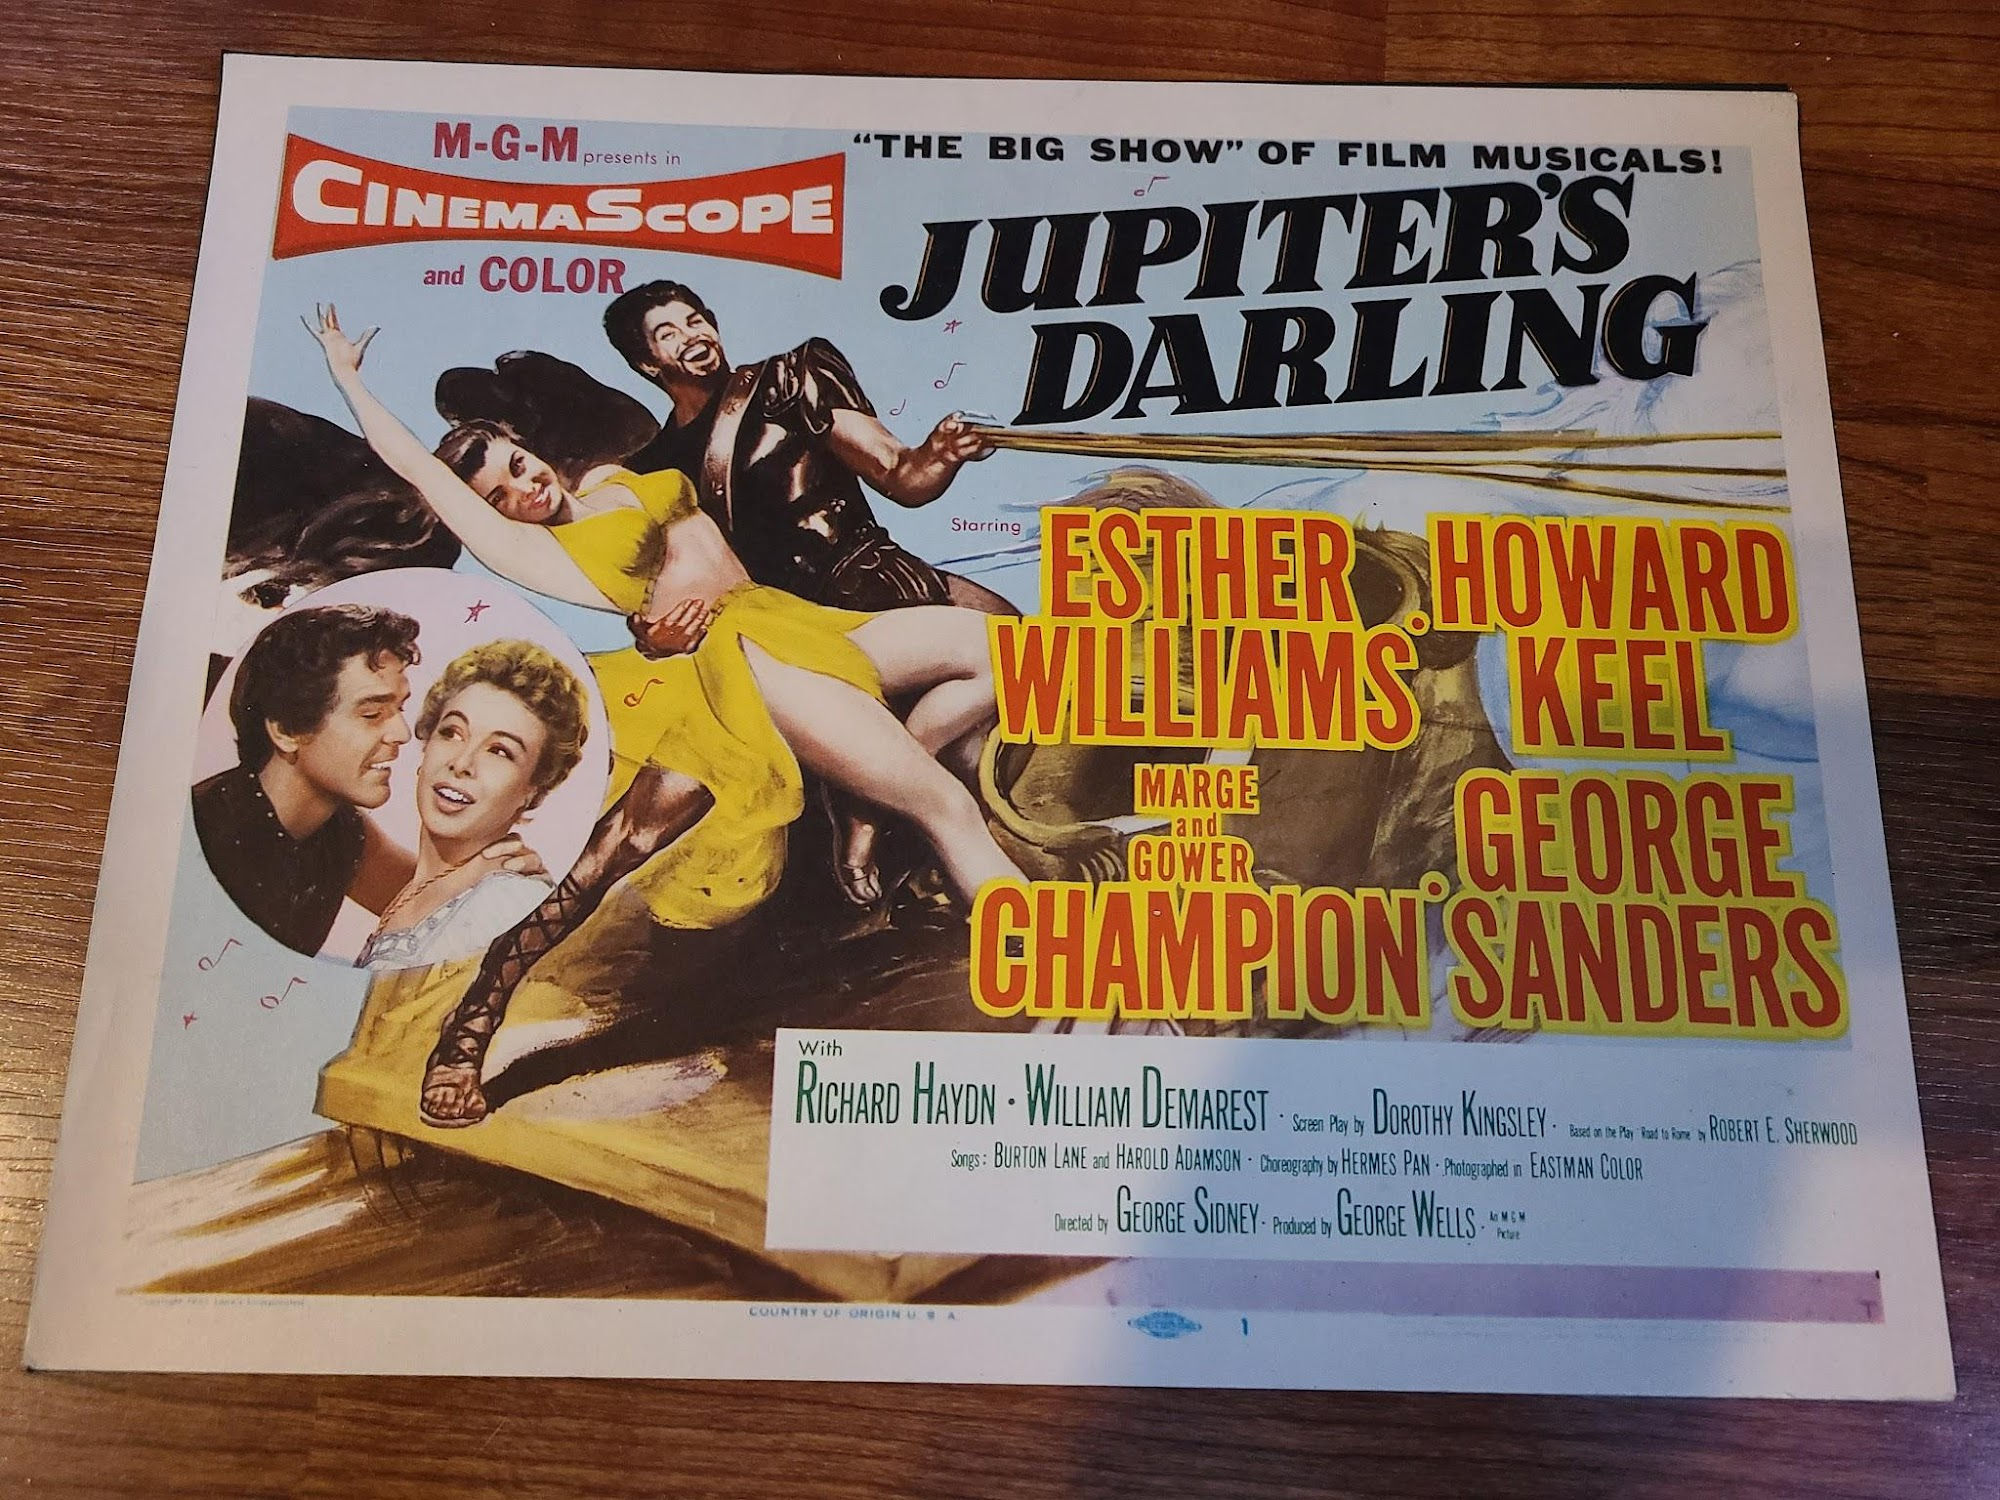 M-G-M presents in
CINEMASCOPE
and COLOR
"THE BIG SHOW" OF FILM MUSICALS!
JUPITER'S
DARLING
Starring
ESTHER
WILLIAMS
HOWARD
KEEL
MARGE
and
GOWER
CHAMPION
GEORGE
SANDERS
With
RICHARD HAYDN · WILLIAM DEMAREST · Screen Play by DOROTHY KINGSLEY · Based on the Play "Road to Rome" by ROBERT E. SHERWOOD
Songs: BURTON LANE and HAROLD ADAMSON · Choreography by HERMES PAN · Photographed in EASTMAN COLOR
Directed by GEORGE SIDNEY · Produced by GEORGE WELLS · An M G M Picture
COUNTRY OF ORIGIN U. S. A.
1